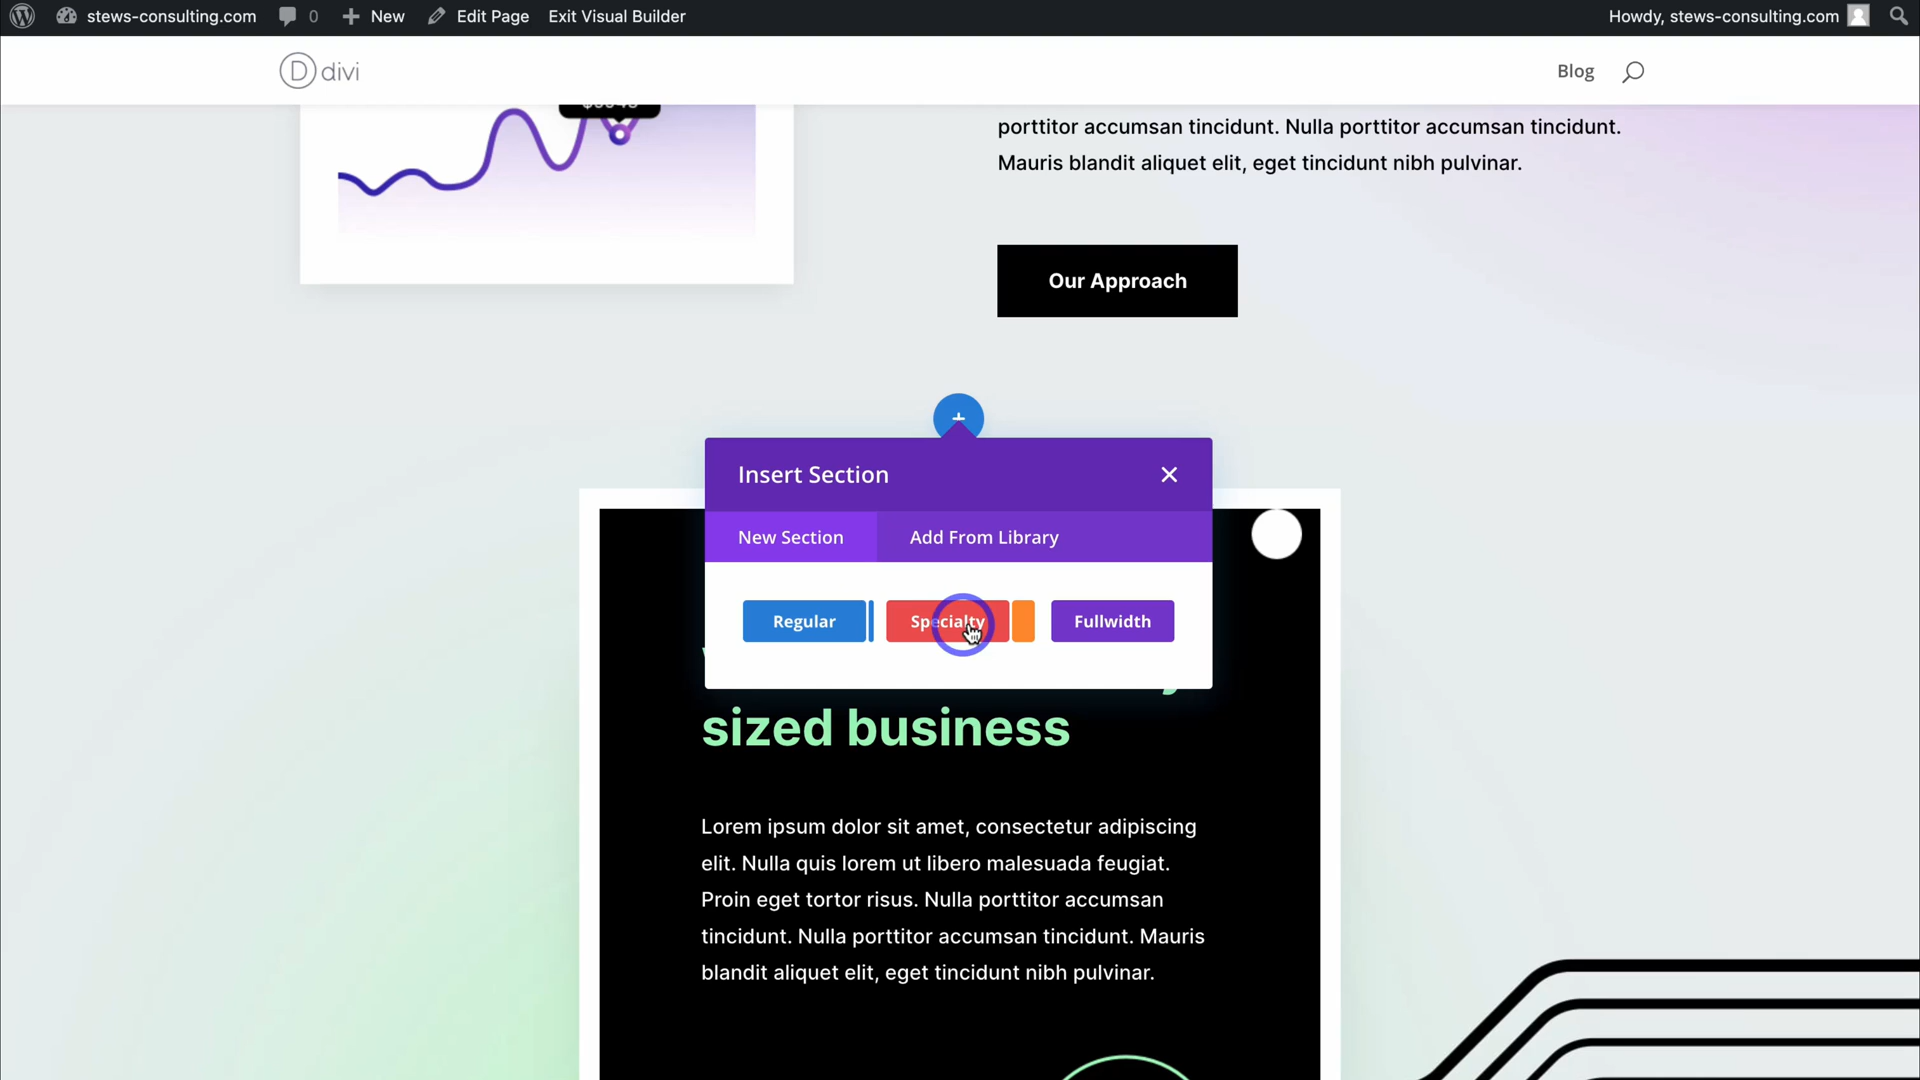 stews-consulting.com 0 New Edit Page Exit Visual Builder Howdy, stews-consulting.com
D divi Blog
porttitor accumsan tincidunt. Nulla porttitor accumsan tincidunt.
Mauris blandit aliquet elit, eget tincidunt nibh pulvinar.
Our Approach
+
Insert Section
New Section Add From Library
Regular Specialty Fullwidth
sized business
Lorem ipsum dolor sit amet, consectetur adipiscing
elit. Nulla quis lorem ut libero malesuada feugiat.
Proin eget tortor risus. Nulla porttitor accumsan
tincidunt. Nulla porttitor accumsan tincidunt. Mauris
blandit aliquet elit, eget tincidunt nibh pulvinar.